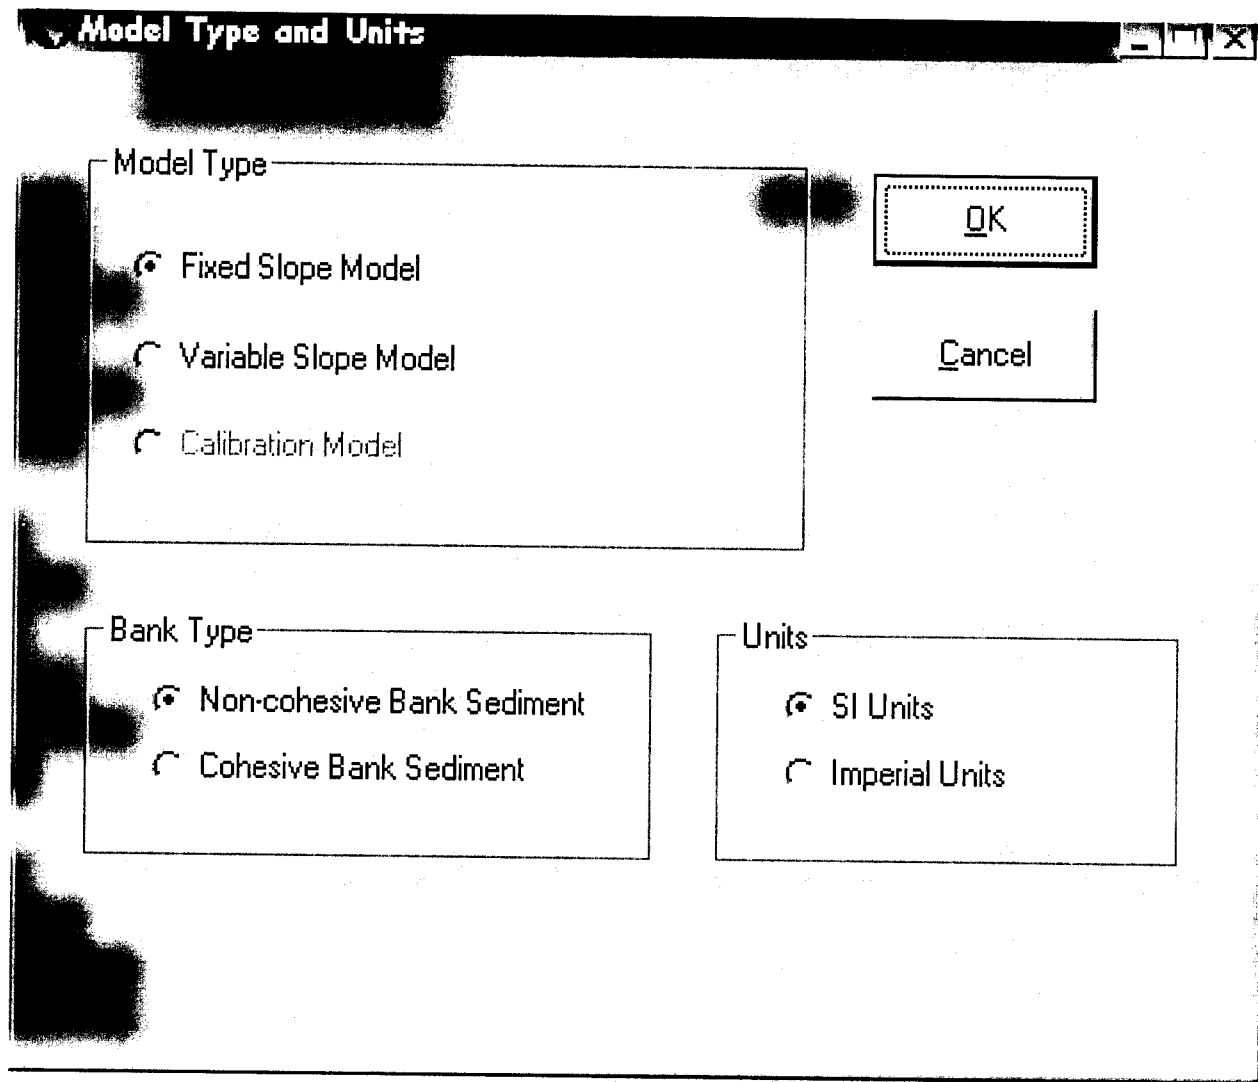 Model Type and Units
Model Type
OK
Fixed Slope Model
Variable Slope Model
Cancel
Calibration Model
Bank Type
Units
Non-cohesive Bank Sediment
SI Units
Cohesive Bank Sediment
Imperial Units